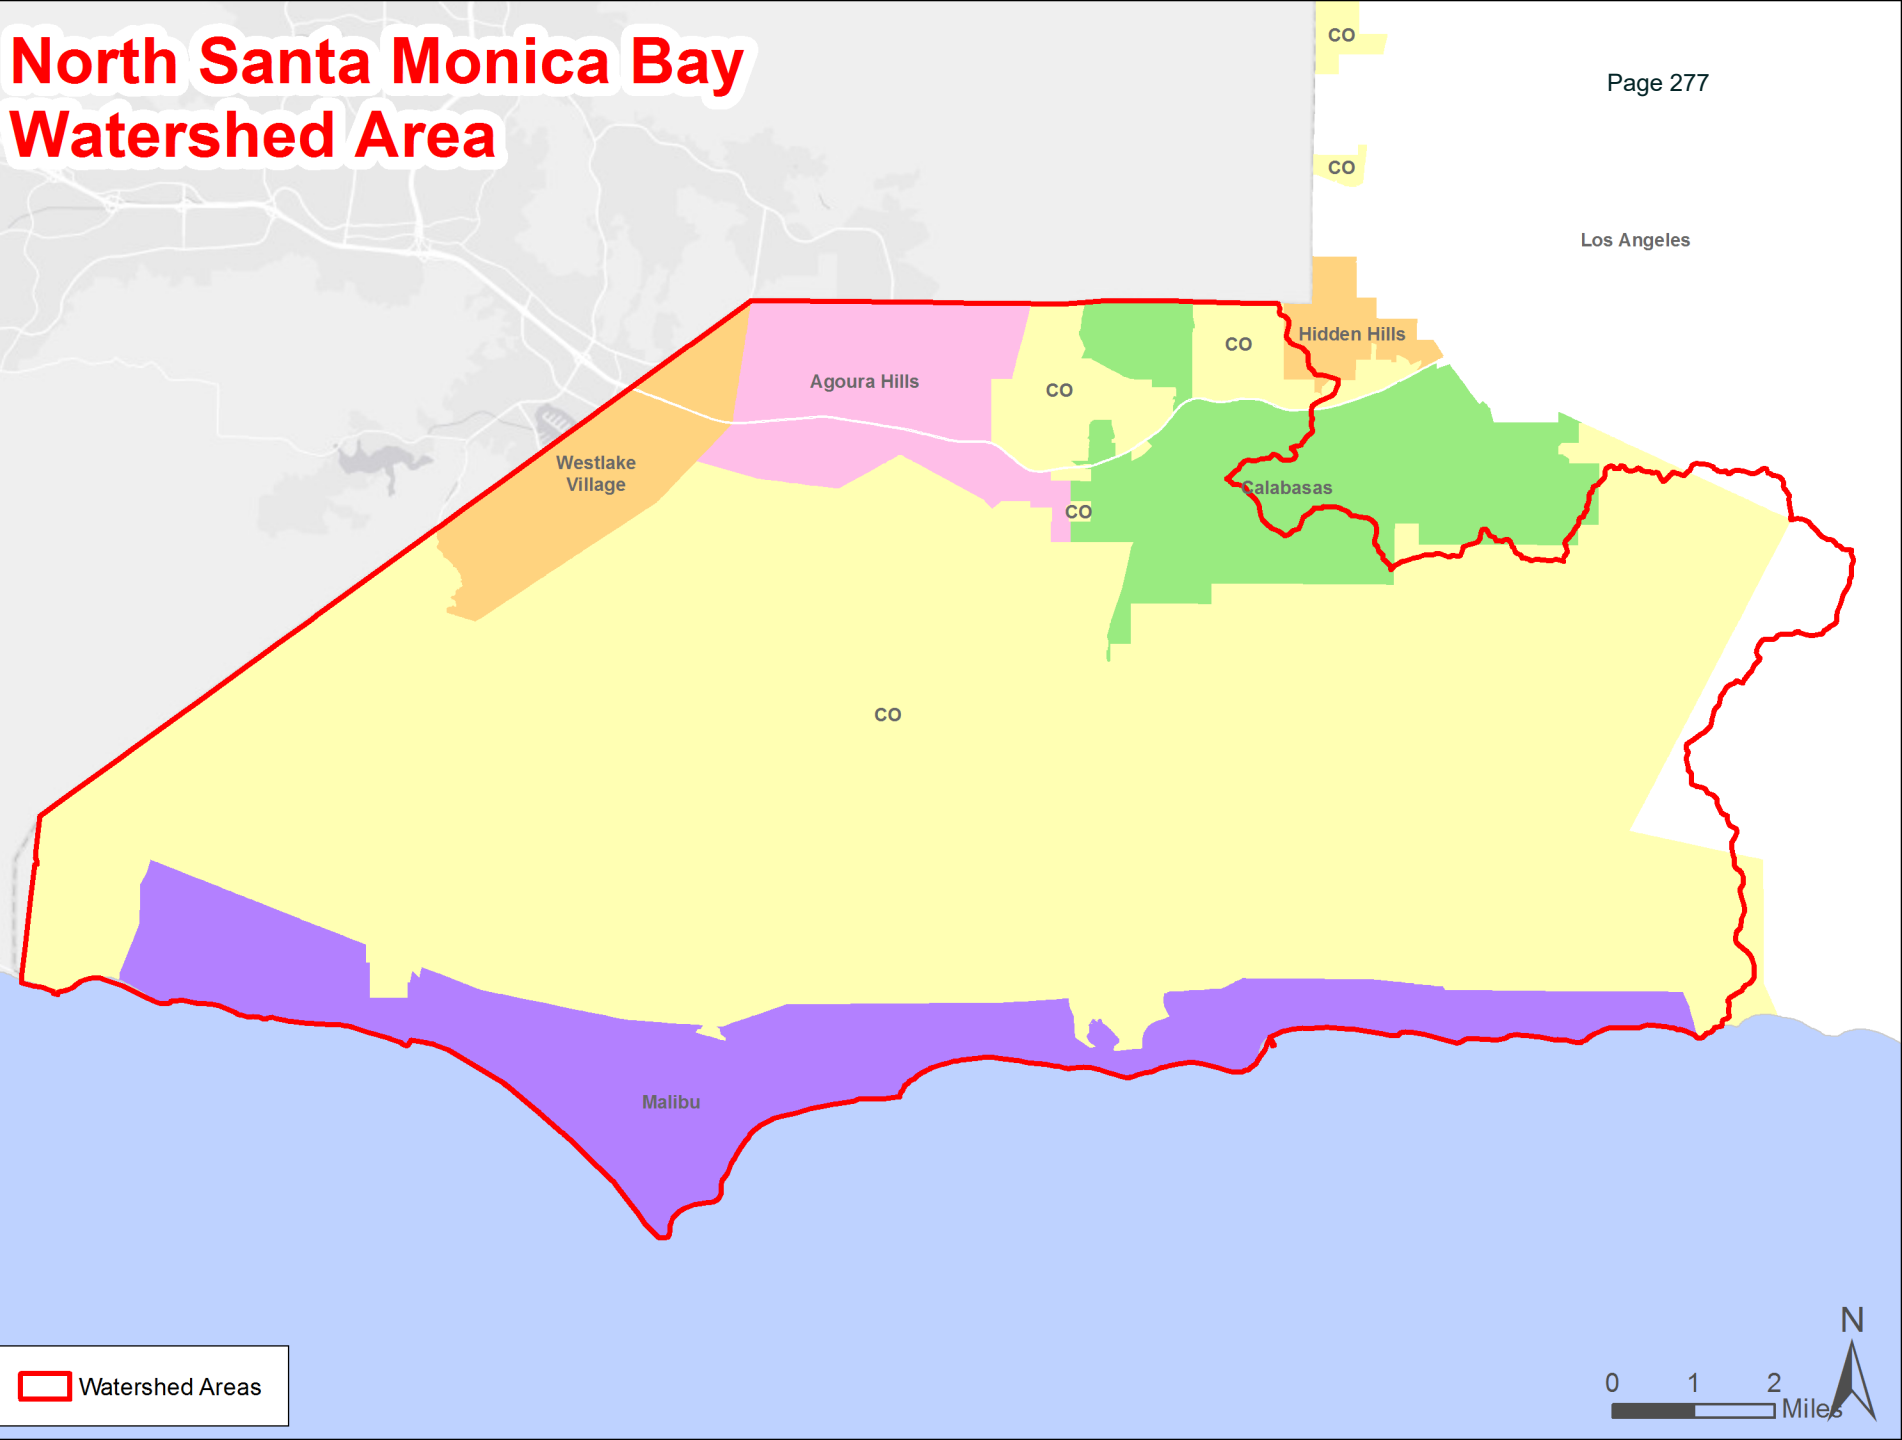 North Santa Monica Bay
Watershed Area
CO
Page 277
CO
Los Angeles
Hidden Hills
CO
Agoura Hills
CO
Westlake
Village
Calabasas
CO
CO
Malibu
N
Watershed Areas
0 1 2
Miles